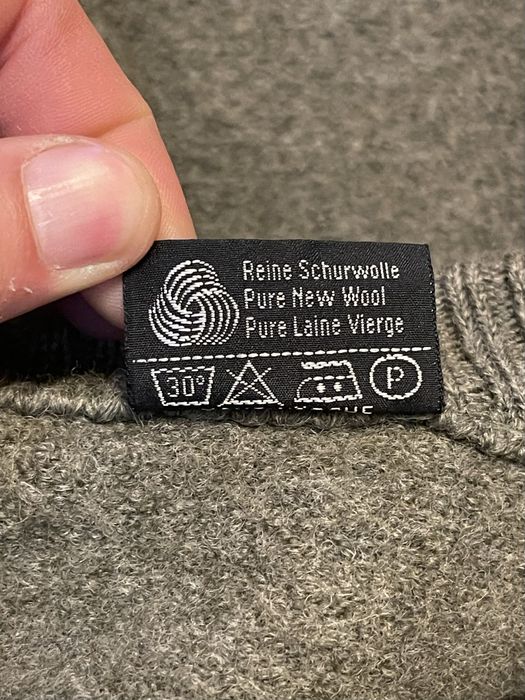 Reine Schurwolle
Pure New Wool
Pure Laine Vierge
30° P